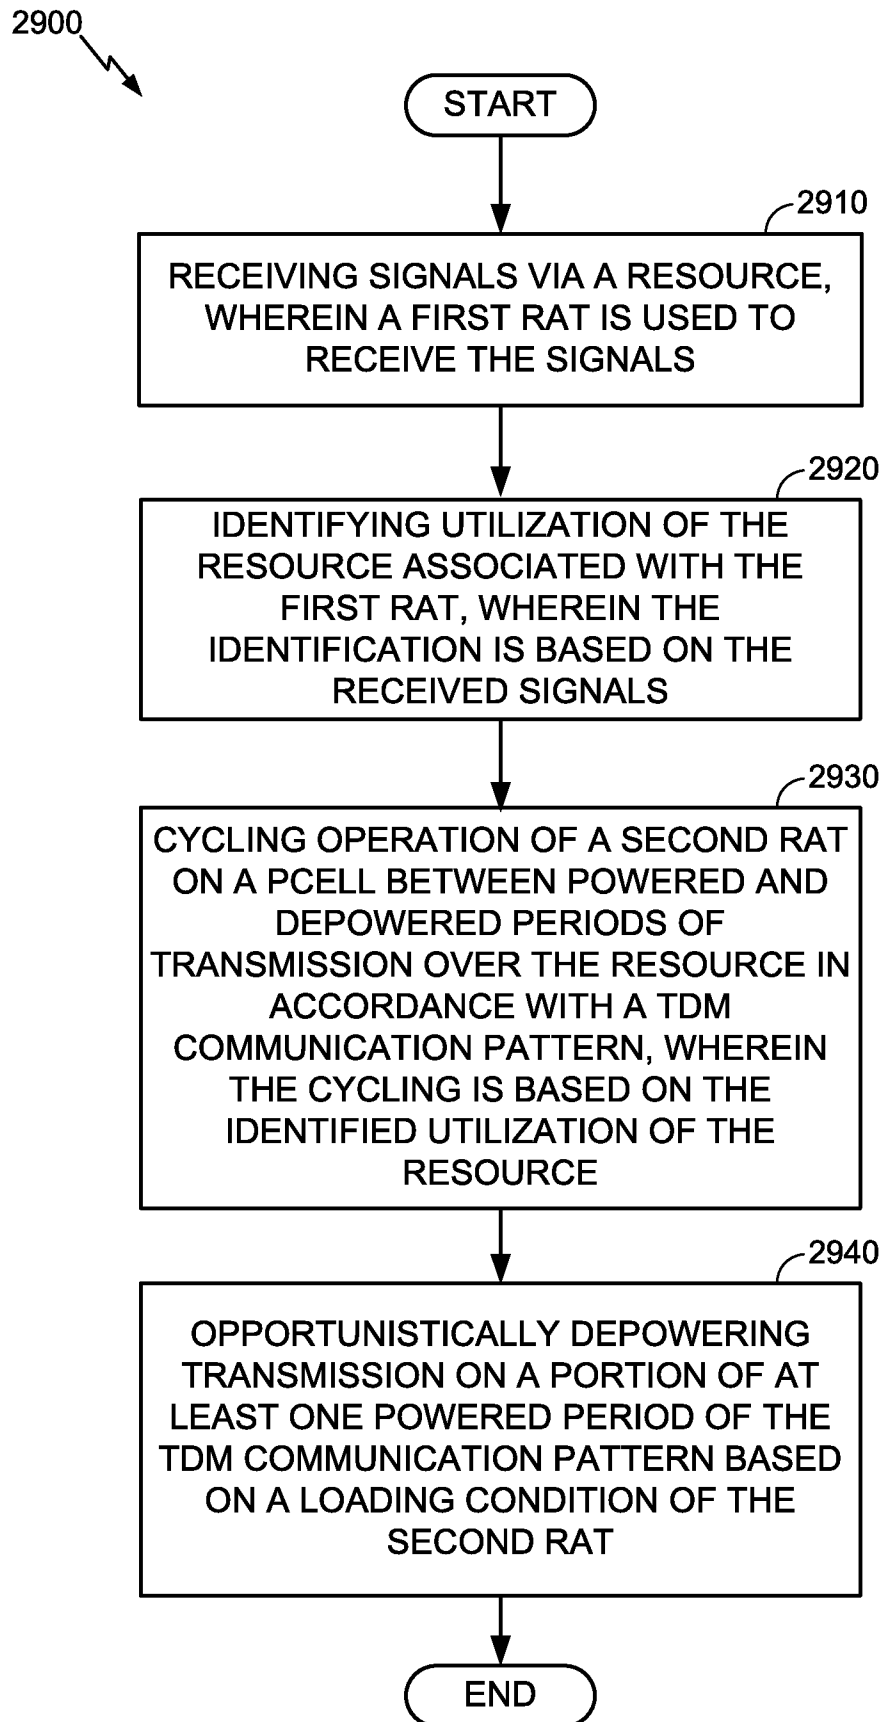 2900
START
2910
RECEIVING SIGNALS VIA A RESOURCE,
WHEREIN A FIRST RAT IS USED TO
RECEIVE THE SIGNALS
2920
IDENTIFYING UTILIZATION OF THE
RESOURCE ASSOCIATED WITH THE
FIRST RAT, WHEREIN THE
IDENTIFICATION IS BASED ON THE
RECEIVED SIGNALS
2930
CYCLING OPERATION OF A SECOND RAT
ON A PCELL BETWEEN POWERED AND
DEPOWERED PERIODS OF
TRANSMISSION OVER THE RESOURCE IN
ACCORDANCE WITH A TDM
COMMUNICATION PATTERN, WHEREIN
THE CYCLING IS BASED ON THE
IDENTIFIED UTILIZATION OF THE
RESOURCE
2940
OPPORTUNISTICALLY DEPOWERING
TRANSMISSION ON A PORTION OF AT
LEAST ONE POWERED PERIOD OF THE
TDM COMMUNICATION PATTERN BASED
ON A LOADING CONDITION OF THE
SECOND RAT
END